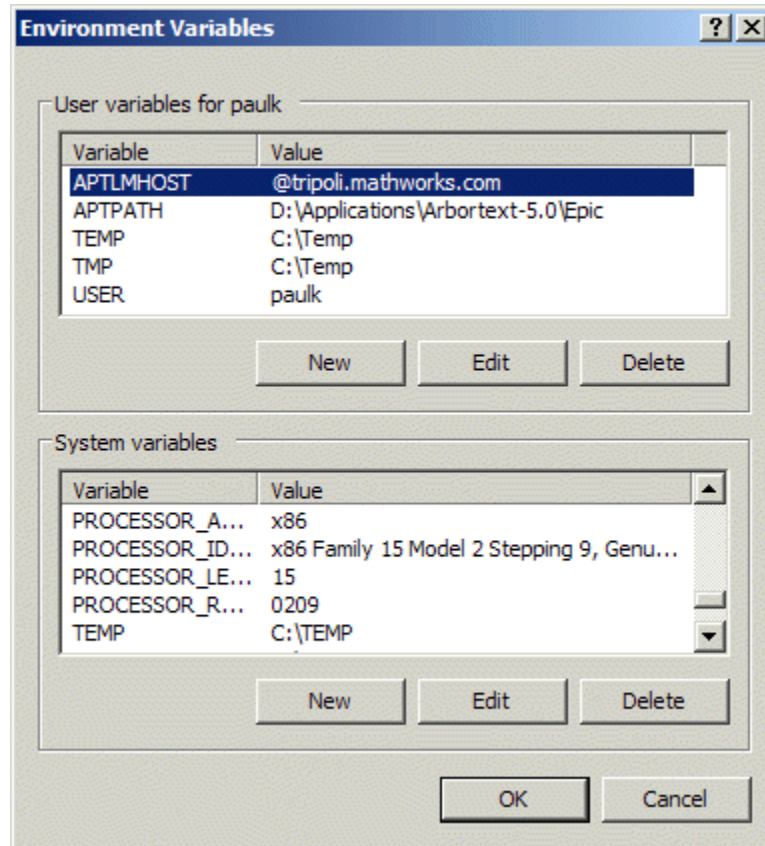 Environment Variables
User variables for paulk
Variable Value
APTLMHOST @tripoli.mathworks.com
APTPATH D:\Applications\Arbortext-5.0\Epic
TEMP C:\Temp
TMP C:\Temp
USER paulk
New Edit Delete
System variables
Variable Value
PROCESSOR_A... x86
PROCESSOR_ID... x86 Family 15 Model 2 Stepping 9, Genu...
PROCESSOR_LE... 15
PROCESSOR_R... 0209
TEMP C:\TEMP
New Edit Delete
OK Cancel